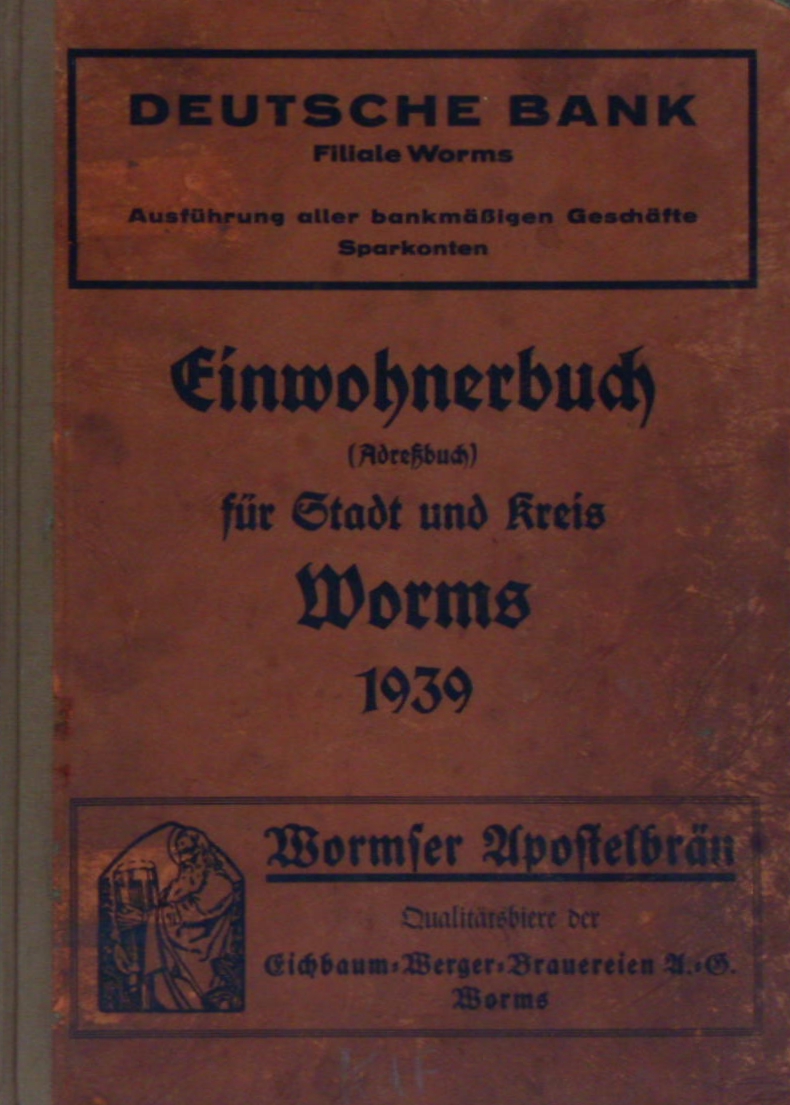 DEUTSCHE BANK
Filiale Worms
Ausführung aller bankmäßigen Geschäfte
Sparkonten
Einwohnerbuch
(Adreßbuch)
für Stadt und Kreis
Worms
1939
Wormser Apostelbräu
Qualitätsbiere der
Eichbaum-Werger-Brauereien A.-G.
Worms